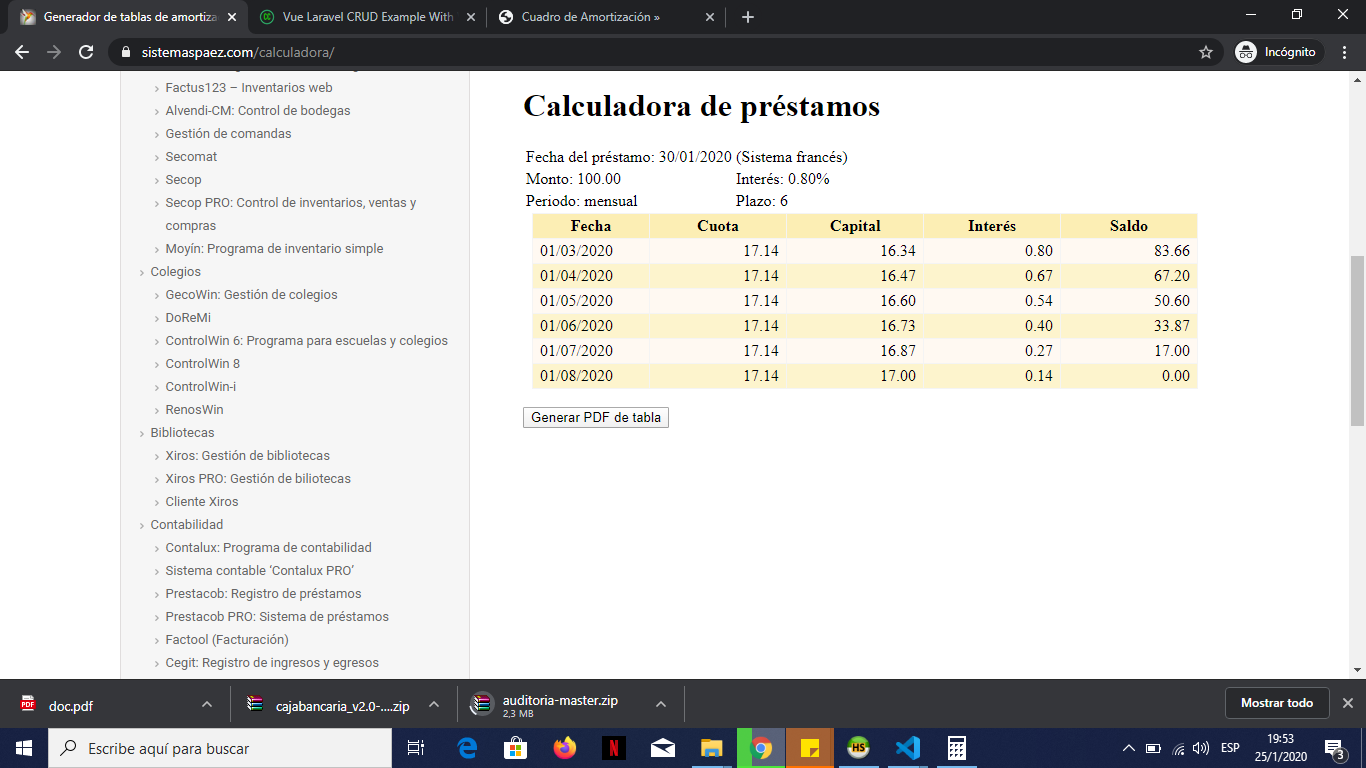 Generador de tablas de amortiza
Vue Laravel CRUD Example With
Cuadro de Amortización »
sistemaspaez.com/calculadora/
Incógnito
Factus123 – Inventarios web
Alvendi-CM: Control de bodegas
Gestión de comandas
Secomat
Secop
Secop PRO: Control de inventarios, ventas y
compras
Moyín: Programa de inventario simple
Colegios
GecoWin: Gestión de colegios
DoReMi
ControlWin 6: Programa para escuelas y colegios
ControlWin 8
ControlWin-i
RenosWin
Bibliotecas
Xiros: Gestión de bibliotecas
Xiros PRO: Gestión de biliotecas
Cliente Xiros
Contabilidad
Contalux: Programa de contabilidad
Sistema contable ‘Contalux PRO’
Prestacob: Registro de préstamos
Prestacob PRO: Sistema de préstamos
Factool (Facturación)
Cegit: Registro de ingresos y egresos
Calculadora de préstamos
Fecha del préstamo: 30/01/2020 (Sistema francés)
Monto: 100.00 Interés: 0.80%
Periodo: mensual Plazo: 6
Fecha Cuota Capital Interés Saldo
01/03/2020 17.14 16.34 0.80 83.66
01/04/2020 17.14 16.47 0.67 67.20
01/05/2020 17.14 16.60 0.54 50.60
01/06/2020 17.14 16.73 0.40 33.87
01/07/2020 17.14 16.87 0.27 17.00
01/08/2020 17.14 17.00 0.14 0.00
Generar PDF de tabla
PDF doc.pdf
cajabancaria_v2.0-....zip
auditoria-master.zip
2,3 MB
Mostrar todo
Escribe aquí para buscar
N
HS
ESP
19:53
25/1/2020
3